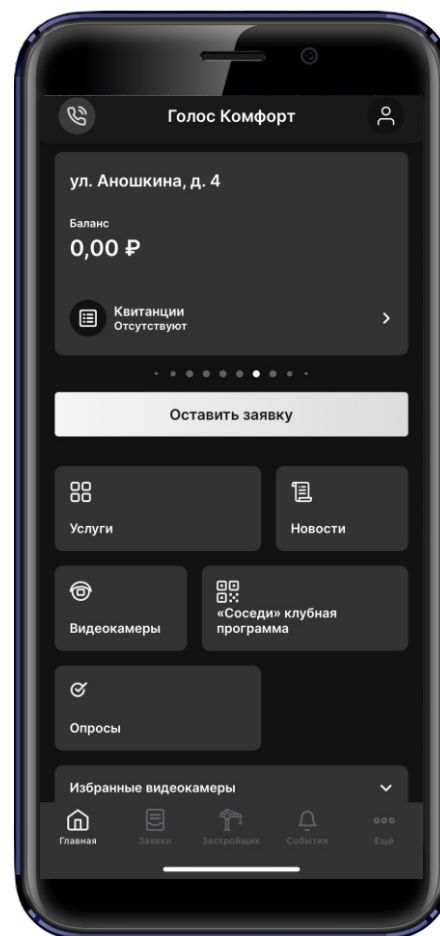 Голос Комфорт
ул. Аношкина, д. 4
Баланс
0,00 ₽
Квитанции
Отсутствуют
Оставить заявку
Услуги
Новости
Видеокамеры
«Соседи» клубная
программа
Опросы
Избранные видеокамеры
Главная
Заявки
Застройщик
События
Ещё